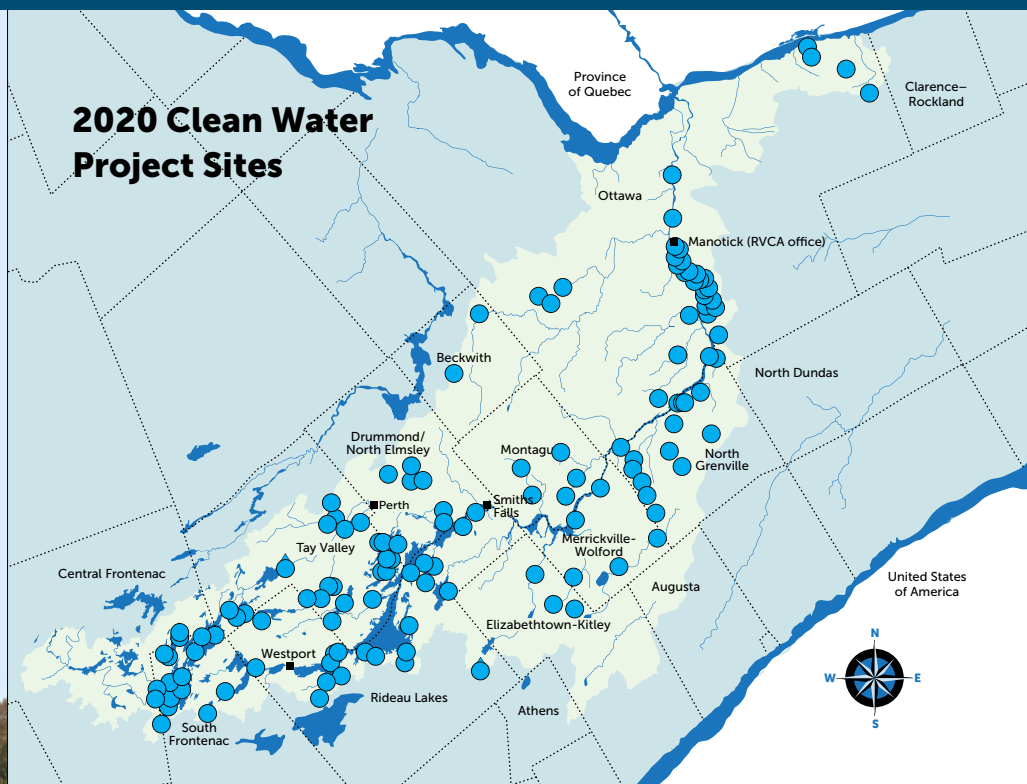 2020 Clean Water
Project Sites
Province
of Quebec
Clarence–
Rockland
Ottawa
Manotick (RVCA office)
Beckwith
North Dundas
Drummond/
North Elmsley
Montagu
North
Grenville
Perth
Smiths
Falls
Tay Valley
Merrickville-
Wolford
Central Frontenac
Augusta
United States
of America
Elizabethtown-Kitley
Westport
Rideau Lakes
Athens
South
Frontenac
N
W
E
S